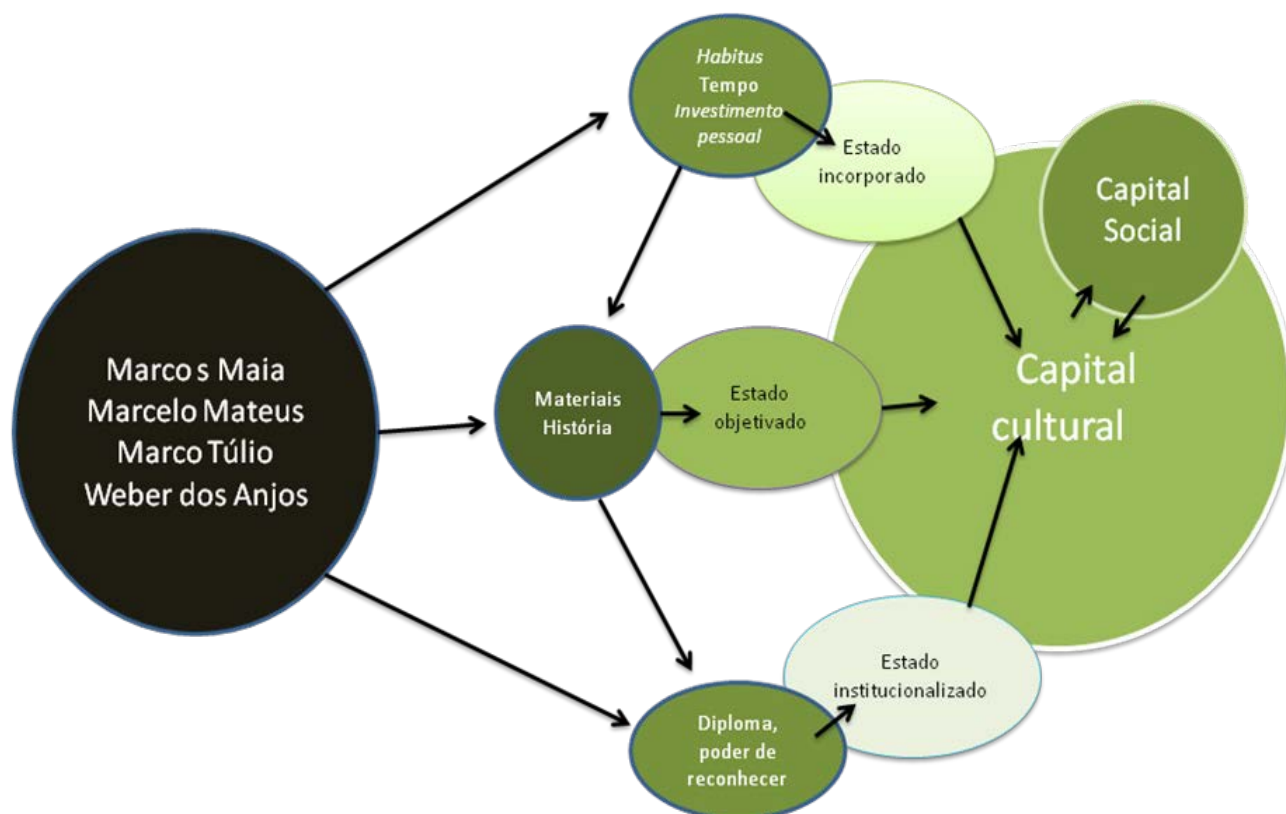 Habitus
Tempo
Investimento
pessoal
Estado
incorporado
Capital
Social
Marco s Maia
Marcelo Mateus
Marco Túlio
Weber dos Anjos
Materiais
História
Estado
objetivado
Capital
cultural
Estado
institucionalizado
Diploma,
poder de
reconhecer